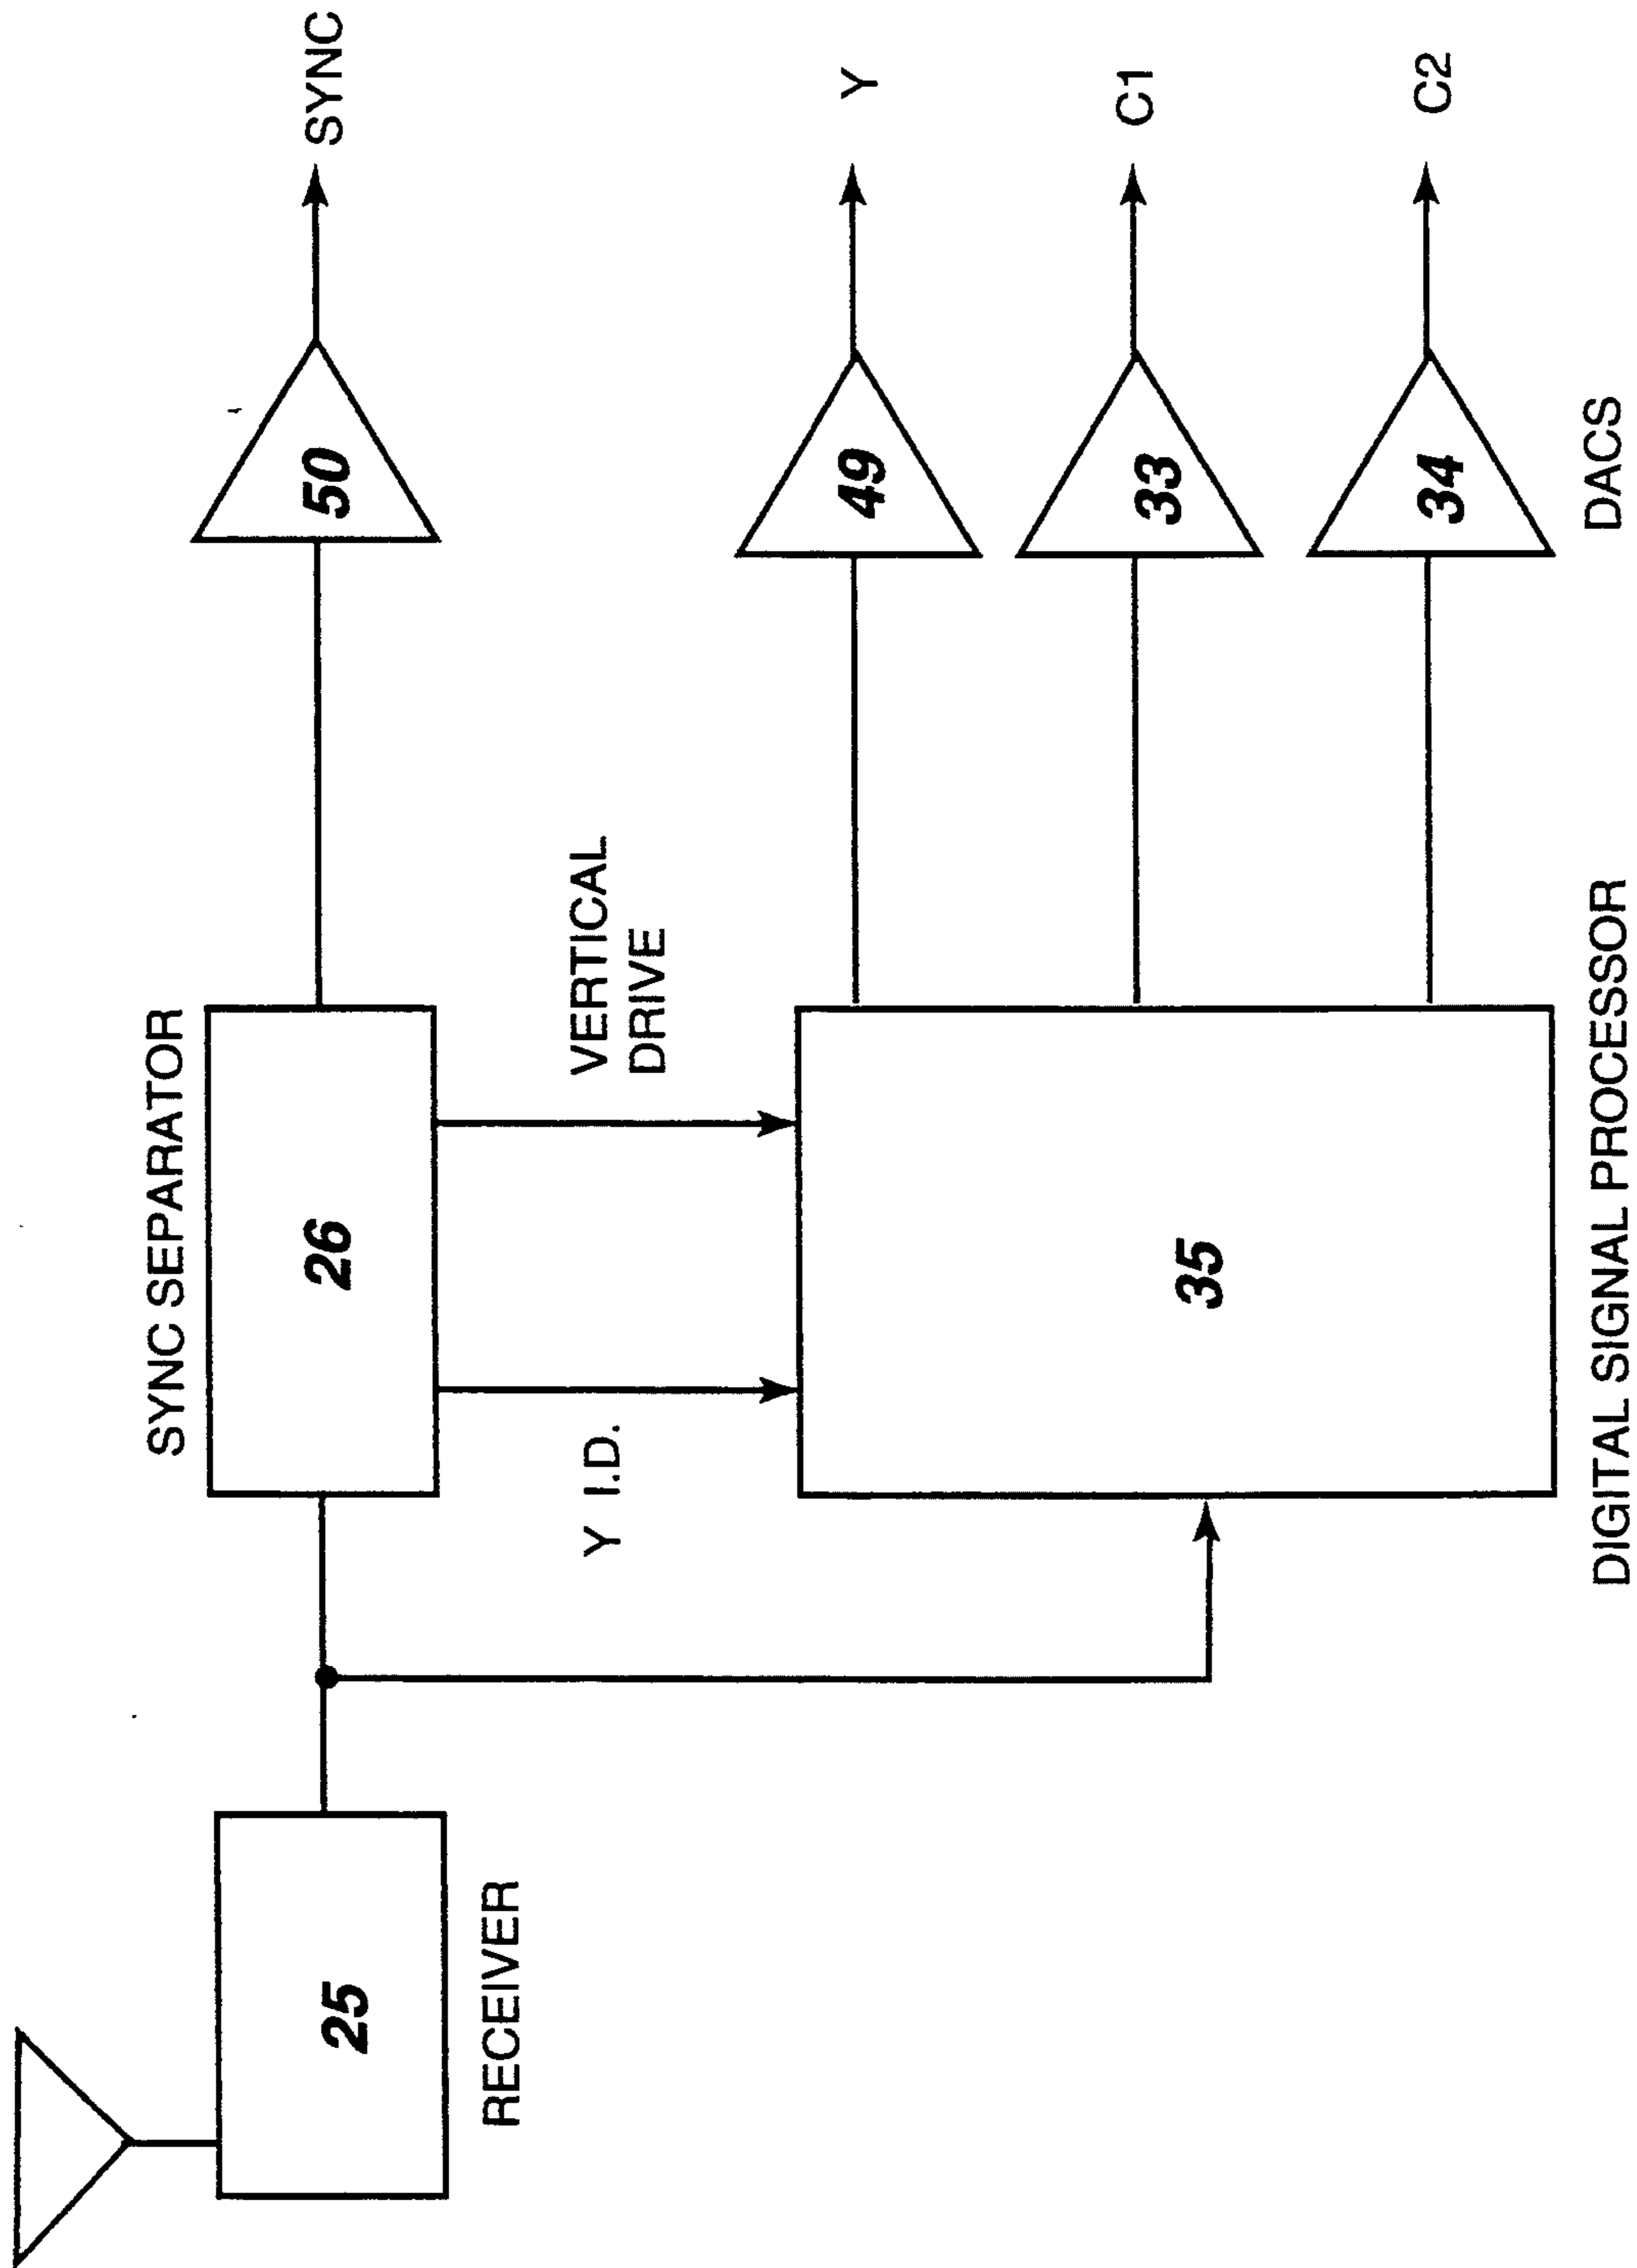 SYNC SEPARATOR
25
RECEIVER
26
50
SYNC
Y I.D.
VERTICAL
DRIVE
35
DIGITAL SIGNAL PROCESSOR
49
Y
33
C1
34
C2
DACS